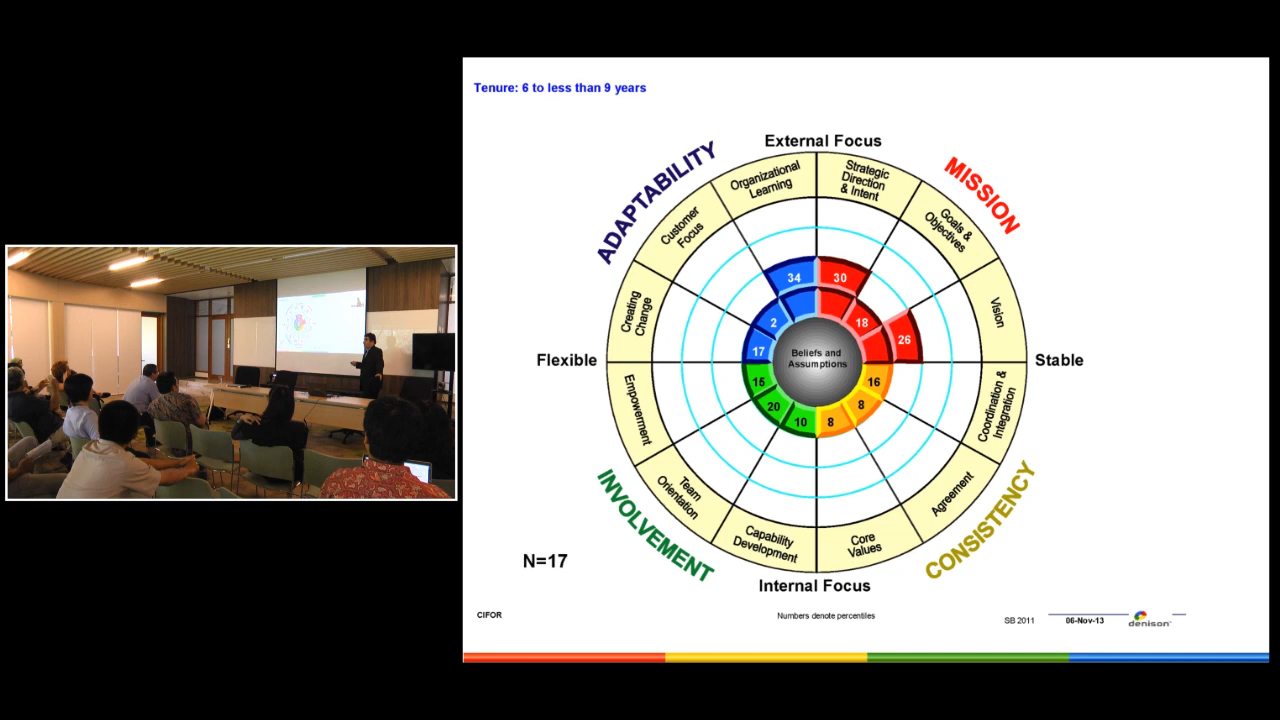 Tenure: 6 to less than 9 years
External Focus
ADAPTABILITY
MISSION
Organizational
Learning
Strategic
Direction
& Intent
Customer
Focus
Goals &
Objectives
Creating
Change
Vision
34
30
2
18
17
26
Flexible
Beliefs and
Assumptions
Stable
15
16
20
8
10
8
Empowerment
Coordination &
Integration
Team
Orientation
Agreement
Capability
Development
Core
Values
INVOLVEMENT
CONSISTENCY
N=17
Internal Focus
CIFOR
Numbers denote percentiles
SB 2011
06-Nov-13
denison